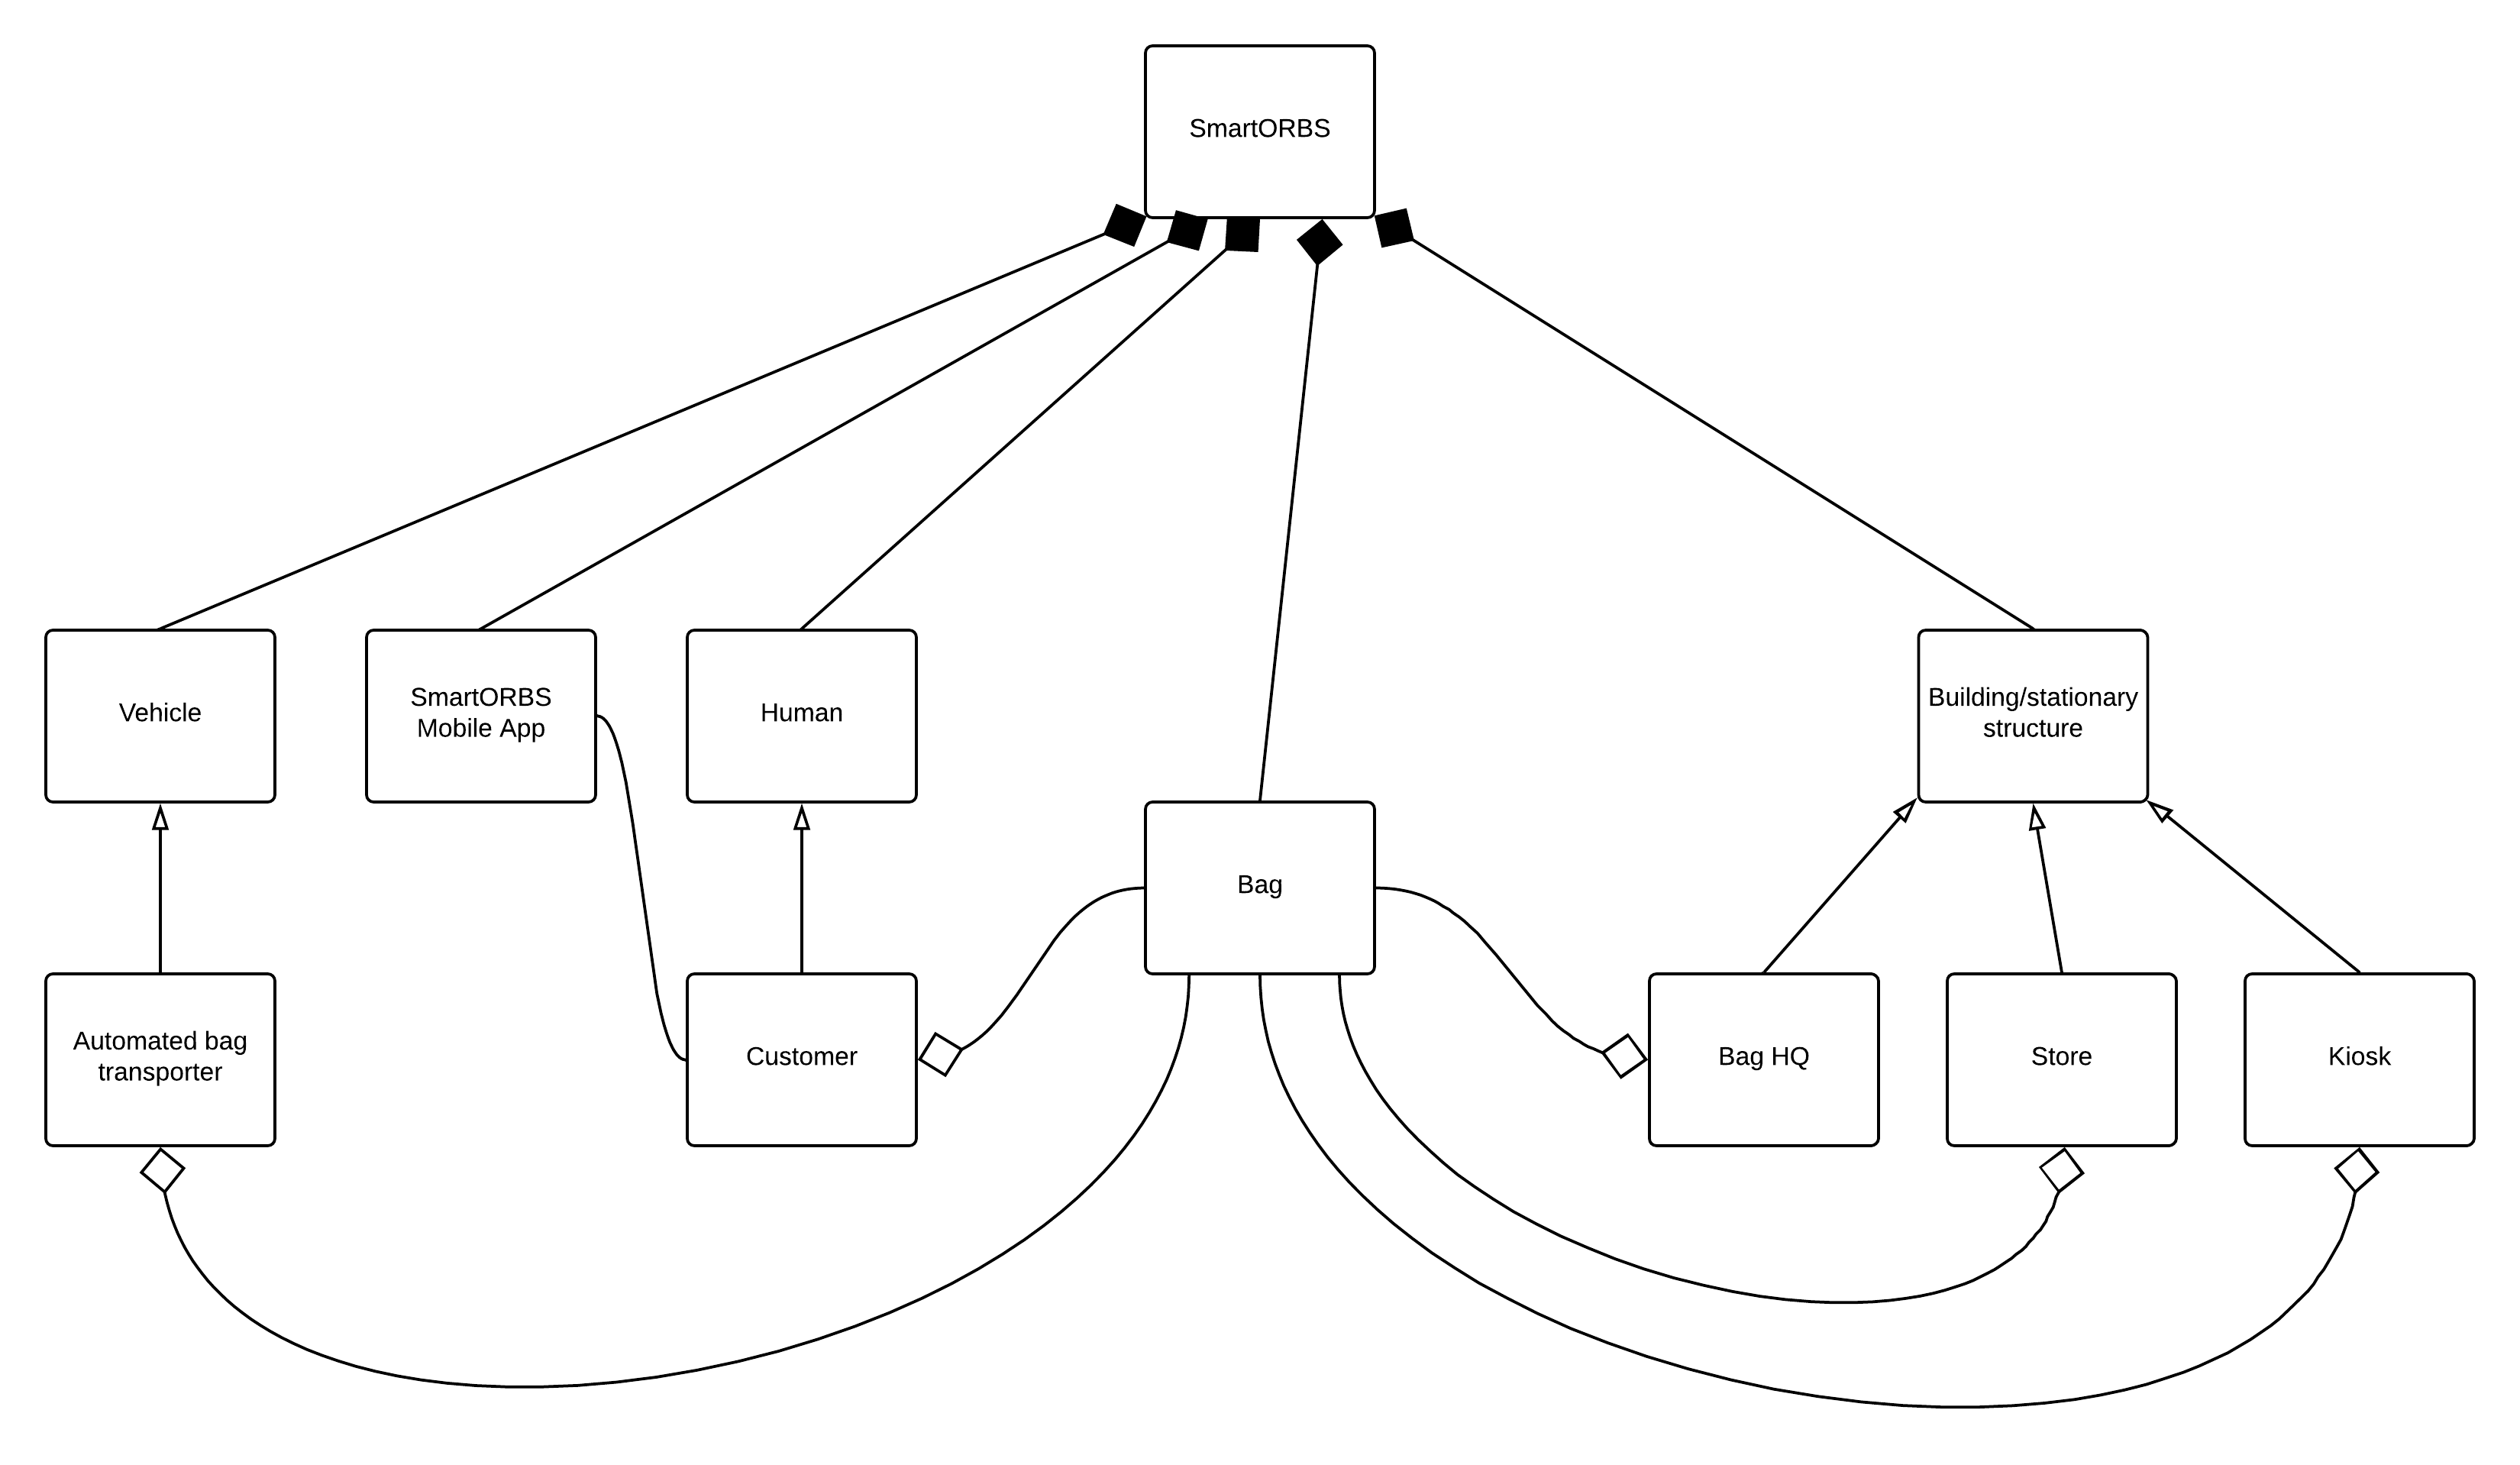 SmartORBS
Vehicle
SmartORBS
Mobile App
Human
Building/stationary
structure
Bag
Automated bag
transporter
Customer
Bag HQ
Store
Kiosk